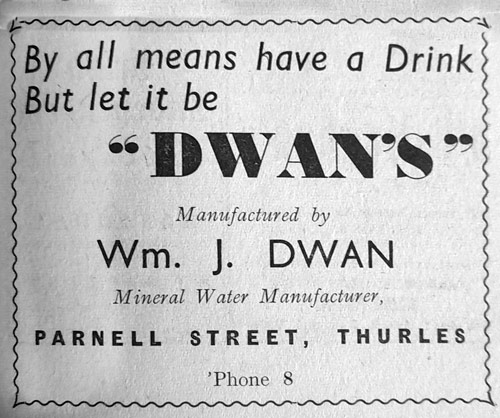 By all means have a Drink
But let it be
“DWAN’S”
Manufactured by
Wm. J. DWAN
Mineral Water Manufacturer,
PARNELL STREET, THURLES
’Phone 8